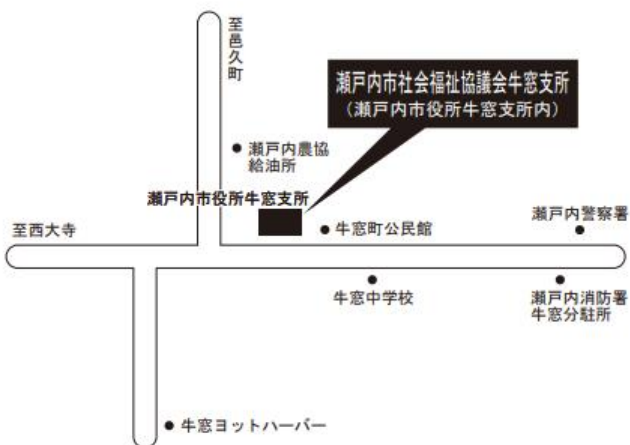 至邑久町
瀬戸内市社会福祉協議会牛窓支所
(瀬戸内市役所牛窓支所内)
瀬戸内農協
給油所
瀬戸内市役所牛窓支所
至西大寺
牛窓町公民館
瀬戸内警察署
牛窓中学校
瀬戸内消防署
牛窓分駐所
牛窓ヨットハーバー